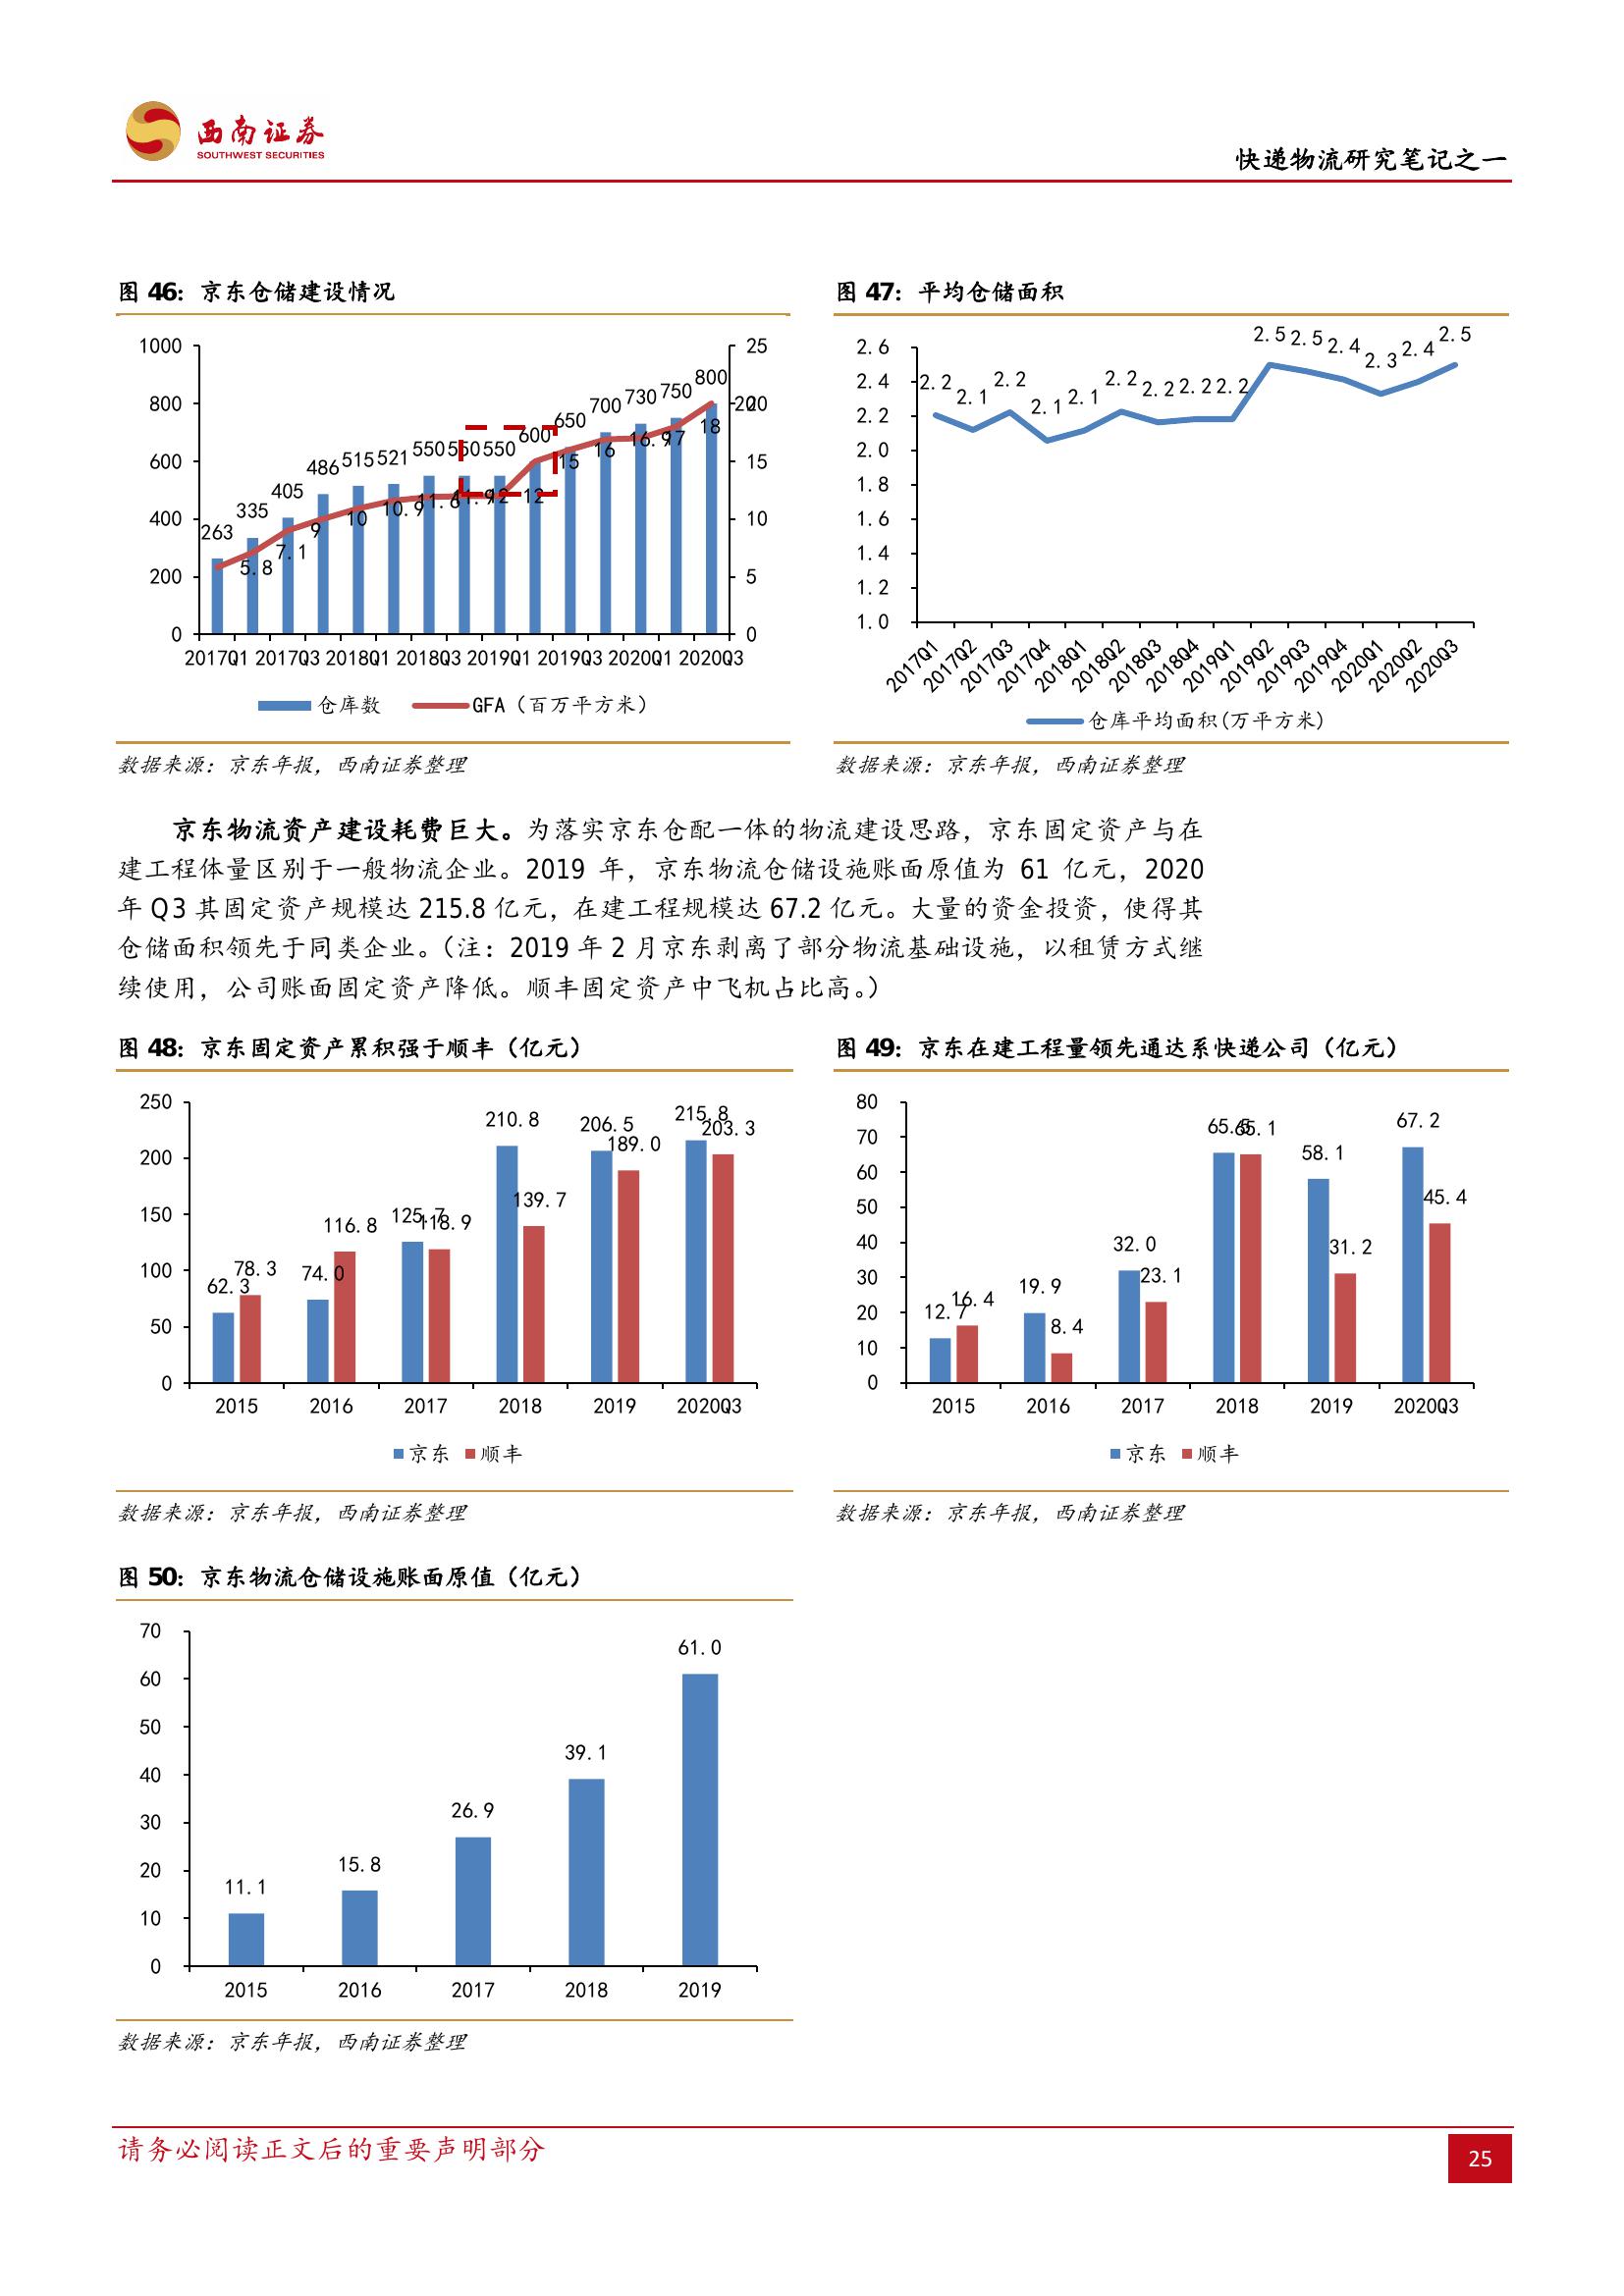 西南证券
SOUTHWEST SECURITIES
快递物流研究笔记之一
图 46：京东仓储建设情况
1000
800
600
400
200
0
25
20
15
10
5
0
263 335 405 486 515 521 550 550 550 600 650 700 730 750 800
5.8 7.1 9 10 10.9 11.6 11.9 12 12 15 16 16.9 17 18 20
2017Q1 2017Q3 2018Q1 2018Q3 2019Q1 2019Q3 2020Q1 2020Q3
仓库数 GFA（百万平方米）
数据来源：京东年报，西南证券整理
图 47：平均仓储面积
2.6
2.4
2.2
2.0
1.8
1.6
1.4
1.2
1.0
2.2 2.1 2.2 2.1 2.1 2.2 2.2 2.2 2.2 2.5 2.5 2.4 2.3 2.4 2.5
2017Q1 2017Q2 2017Q3 2017Q4 2018Q1 2018Q2 2018Q3 2018Q4 2019Q1 2019Q2 2019Q3 2019Q4 2020Q1 2020Q2 2020Q3
仓库平均面积(万平方米)
数据来源：京东年报，西南证券整理
京东物流资产建设耗费巨大。为落实京东仓配一体的物流建设思路，京东固定资产与在
建工程体量区别于一般物流企业。2019 年，京东物流仓储设施账面原值为 61 亿元，2020
年 Q3 其固定资产规模达 215.8 亿元，在建工程规模达 67.2 亿元。大量的资金投资，使得其
仓储面积领先于同类企业。（注：2019 年 2 月京东剥离了部分物流基础设施，以租赁方式继
续使用，公司账面固定资产降低。顺丰固定资产中飞机占比高。）
图 48：京东固定资产累积强于顺丰（亿元）
250
200
150
100
50
0
62.3 78.3 74.0 116.8 125.7 118.9 210.8 139.7 206.5 189.0 215.8 203.3
2015 2016 2017 2018 2019 2020Q3
京东 顺丰
数据来源：京东年报，西南证券整理
图 49：京东在建工程量领先通达系快递公司（亿元）
80
70
60
50
40
30
20
10
0
12.7 16.4 19.9 8.4 32.0 23.1 65.5 65.1 58.1 31.2 67.2 45.4
2015 2016 2017 2018 2019 2020Q3
京东 顺丰
数据来源：京东年报，西南证券整理
图 50：京东物流仓储设施账面原值（亿元）
70
60
50
40
30
20
10
0
11.1 15.8 26.9 39.1 61.0
2015 2016 2017 2018 2019
数据来源：京东年报，西南证券整理
请务必阅读正文后的重要声明部分
25